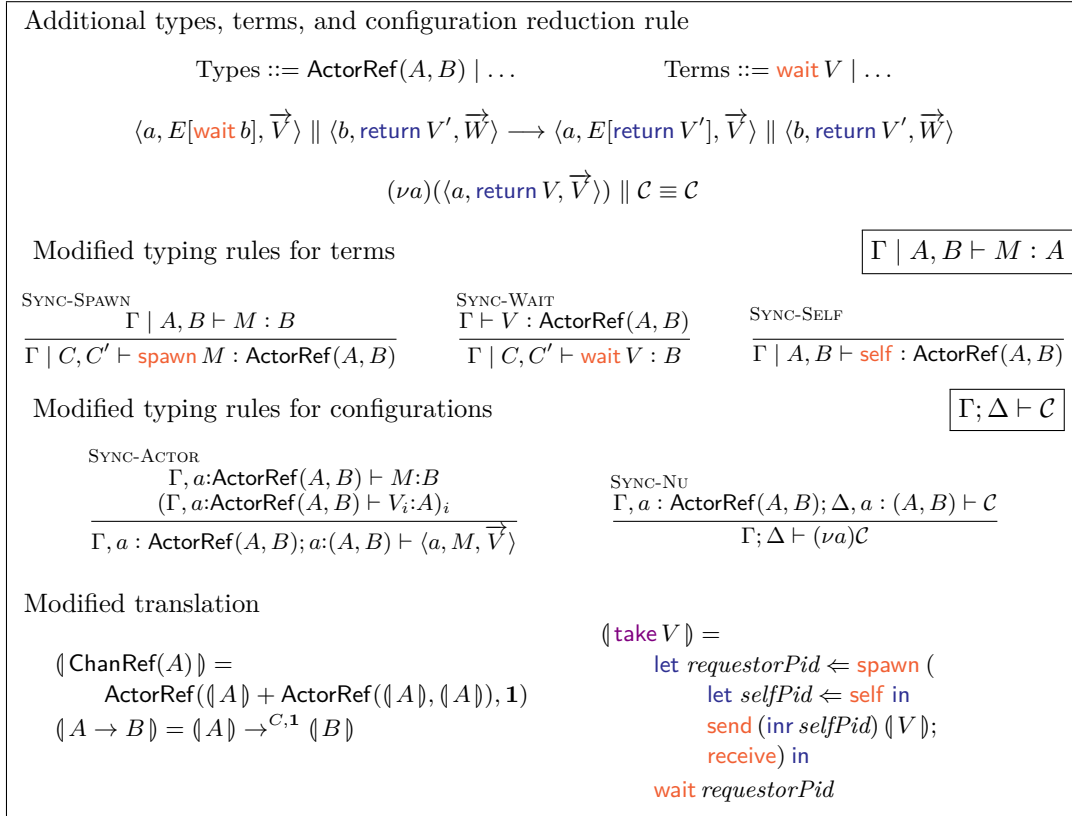 Additional types, terms, and configuration reduction rule
Types ::= ActorRef(A, B) | … Terms ::= wait V | …
⟨a, E[wait b], V⃗⟩ ∥ ⟨b, return V′, W⃗⟩ ⟶ ⟨a, E[return V′], V⃗⟩ ∥ ⟨b, return V′, W⃗⟩
(νa)(⟨a, return V, V⃗⟩) ∥ 𝒞 ≡ 𝒞
Modified typing rules for terms Γ | A, B ⊢ M : A
SYNC-SPAWN
Γ | A, B ⊢ M : B
Γ | C, C′ ⊢ spawn M : ActorRef(A, B)
SYNC-WAIT
Γ ⊢ V : ActorRef(A, B)
Γ | C, C′ ⊢ wait V : B
SYNC-SELF
Γ | A, B ⊢ self : ActorRef(A, B)
Modified typing rules for configurations Γ; Δ ⊢ 𝒞
SYNC-ACTOR
Γ, a:ActorRef(A, B) ⊢ M:B
(Γ, a:ActorRef(A, B) ⊢ Vᵢ:A)ᵢ
Γ, a : ActorRef(A, B); a:(A, B) ⊢ ⟨a, M, V⃗⟩
SYNC-NU
Γ, a : ActorRef(A, B); Δ, a : (A, B) ⊢ 𝒞
Γ; Δ ⊢ (νa)𝒞
Modified translation
⦇ChanRef(A)⦈ =
ActorRef(⦇A⦈ + ActorRef(⦇A⦈, ⦇A⦈), 1)
⦇A → B⦈ = ⦇A⦈ →^{C,1} ⦇B⦈
⦇take V⦈ =
let requestorPid ⇐ spawn (
let selfPid ⇐ self in
send (inr selfPid) ⦇V⦈;
receive) in
wait requestorPid